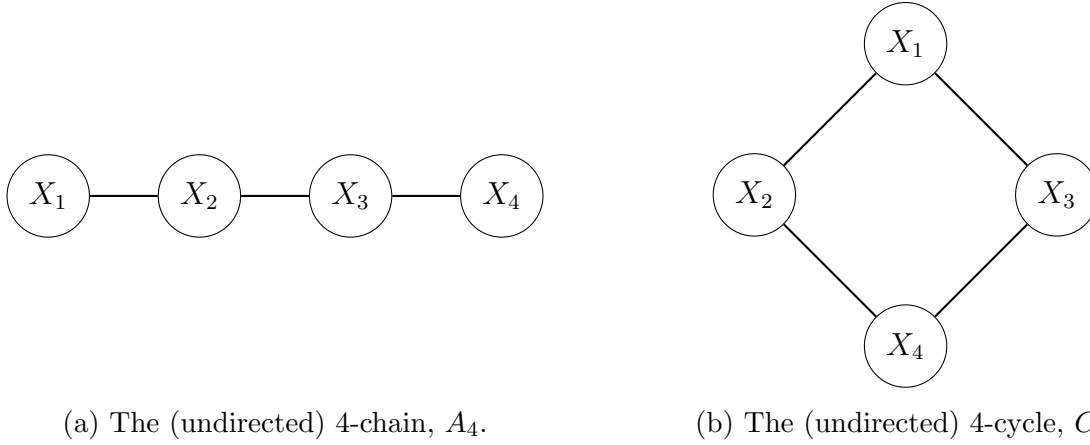 X₁
X₁ X₂ X₃ X₄
X₂ X₃
X₄
(a) The (undirected) 4-chain, A₄.
(b) The (undirected) 4-cycle, C